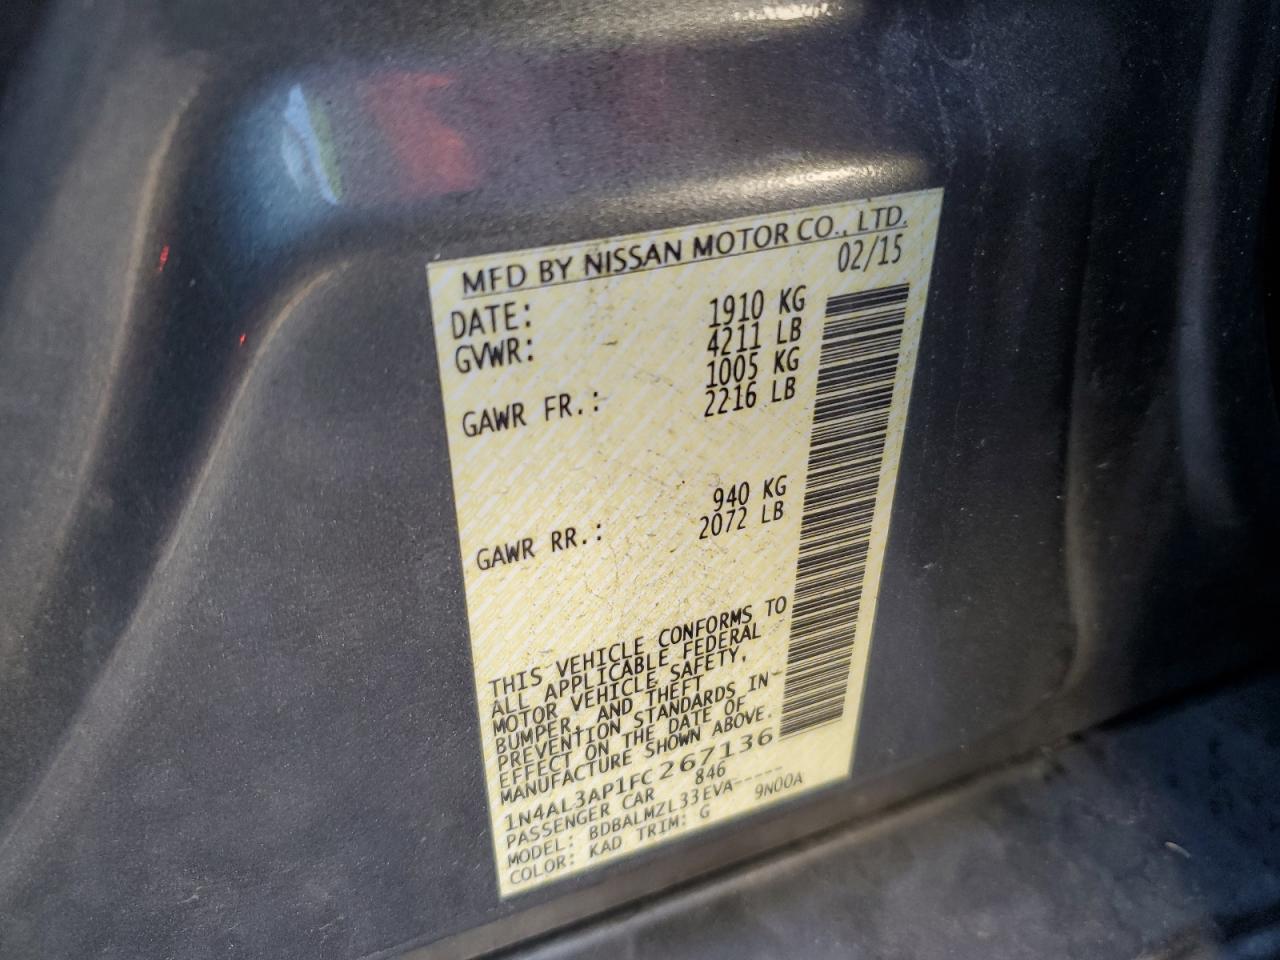 MFD BY NISSAN MOTOR CO., LTD.
DATE: 02/15
GVWR: 1910 KG
4211 LB
GAWR FR.: 1005 KG
2216 LB
GAWR RR.: 940 KG
2072 LB
THIS VEHICLE CONFORMS TO
ALL APPLICABLE FEDERAL
MOTOR VEHICLE SAFETY,
BUMPER, AND THEFT
PREVENTION STANDARDS IN-
EFFECT ON THE DATE OF
MANUFACTURE SHOWN ABOVE.
1N4AL3AP1FC267136
PASSENGER CAR 846
MODEL: BDBALMZL33EVA-----
COLOR: KAD TRIM: G 9N00A